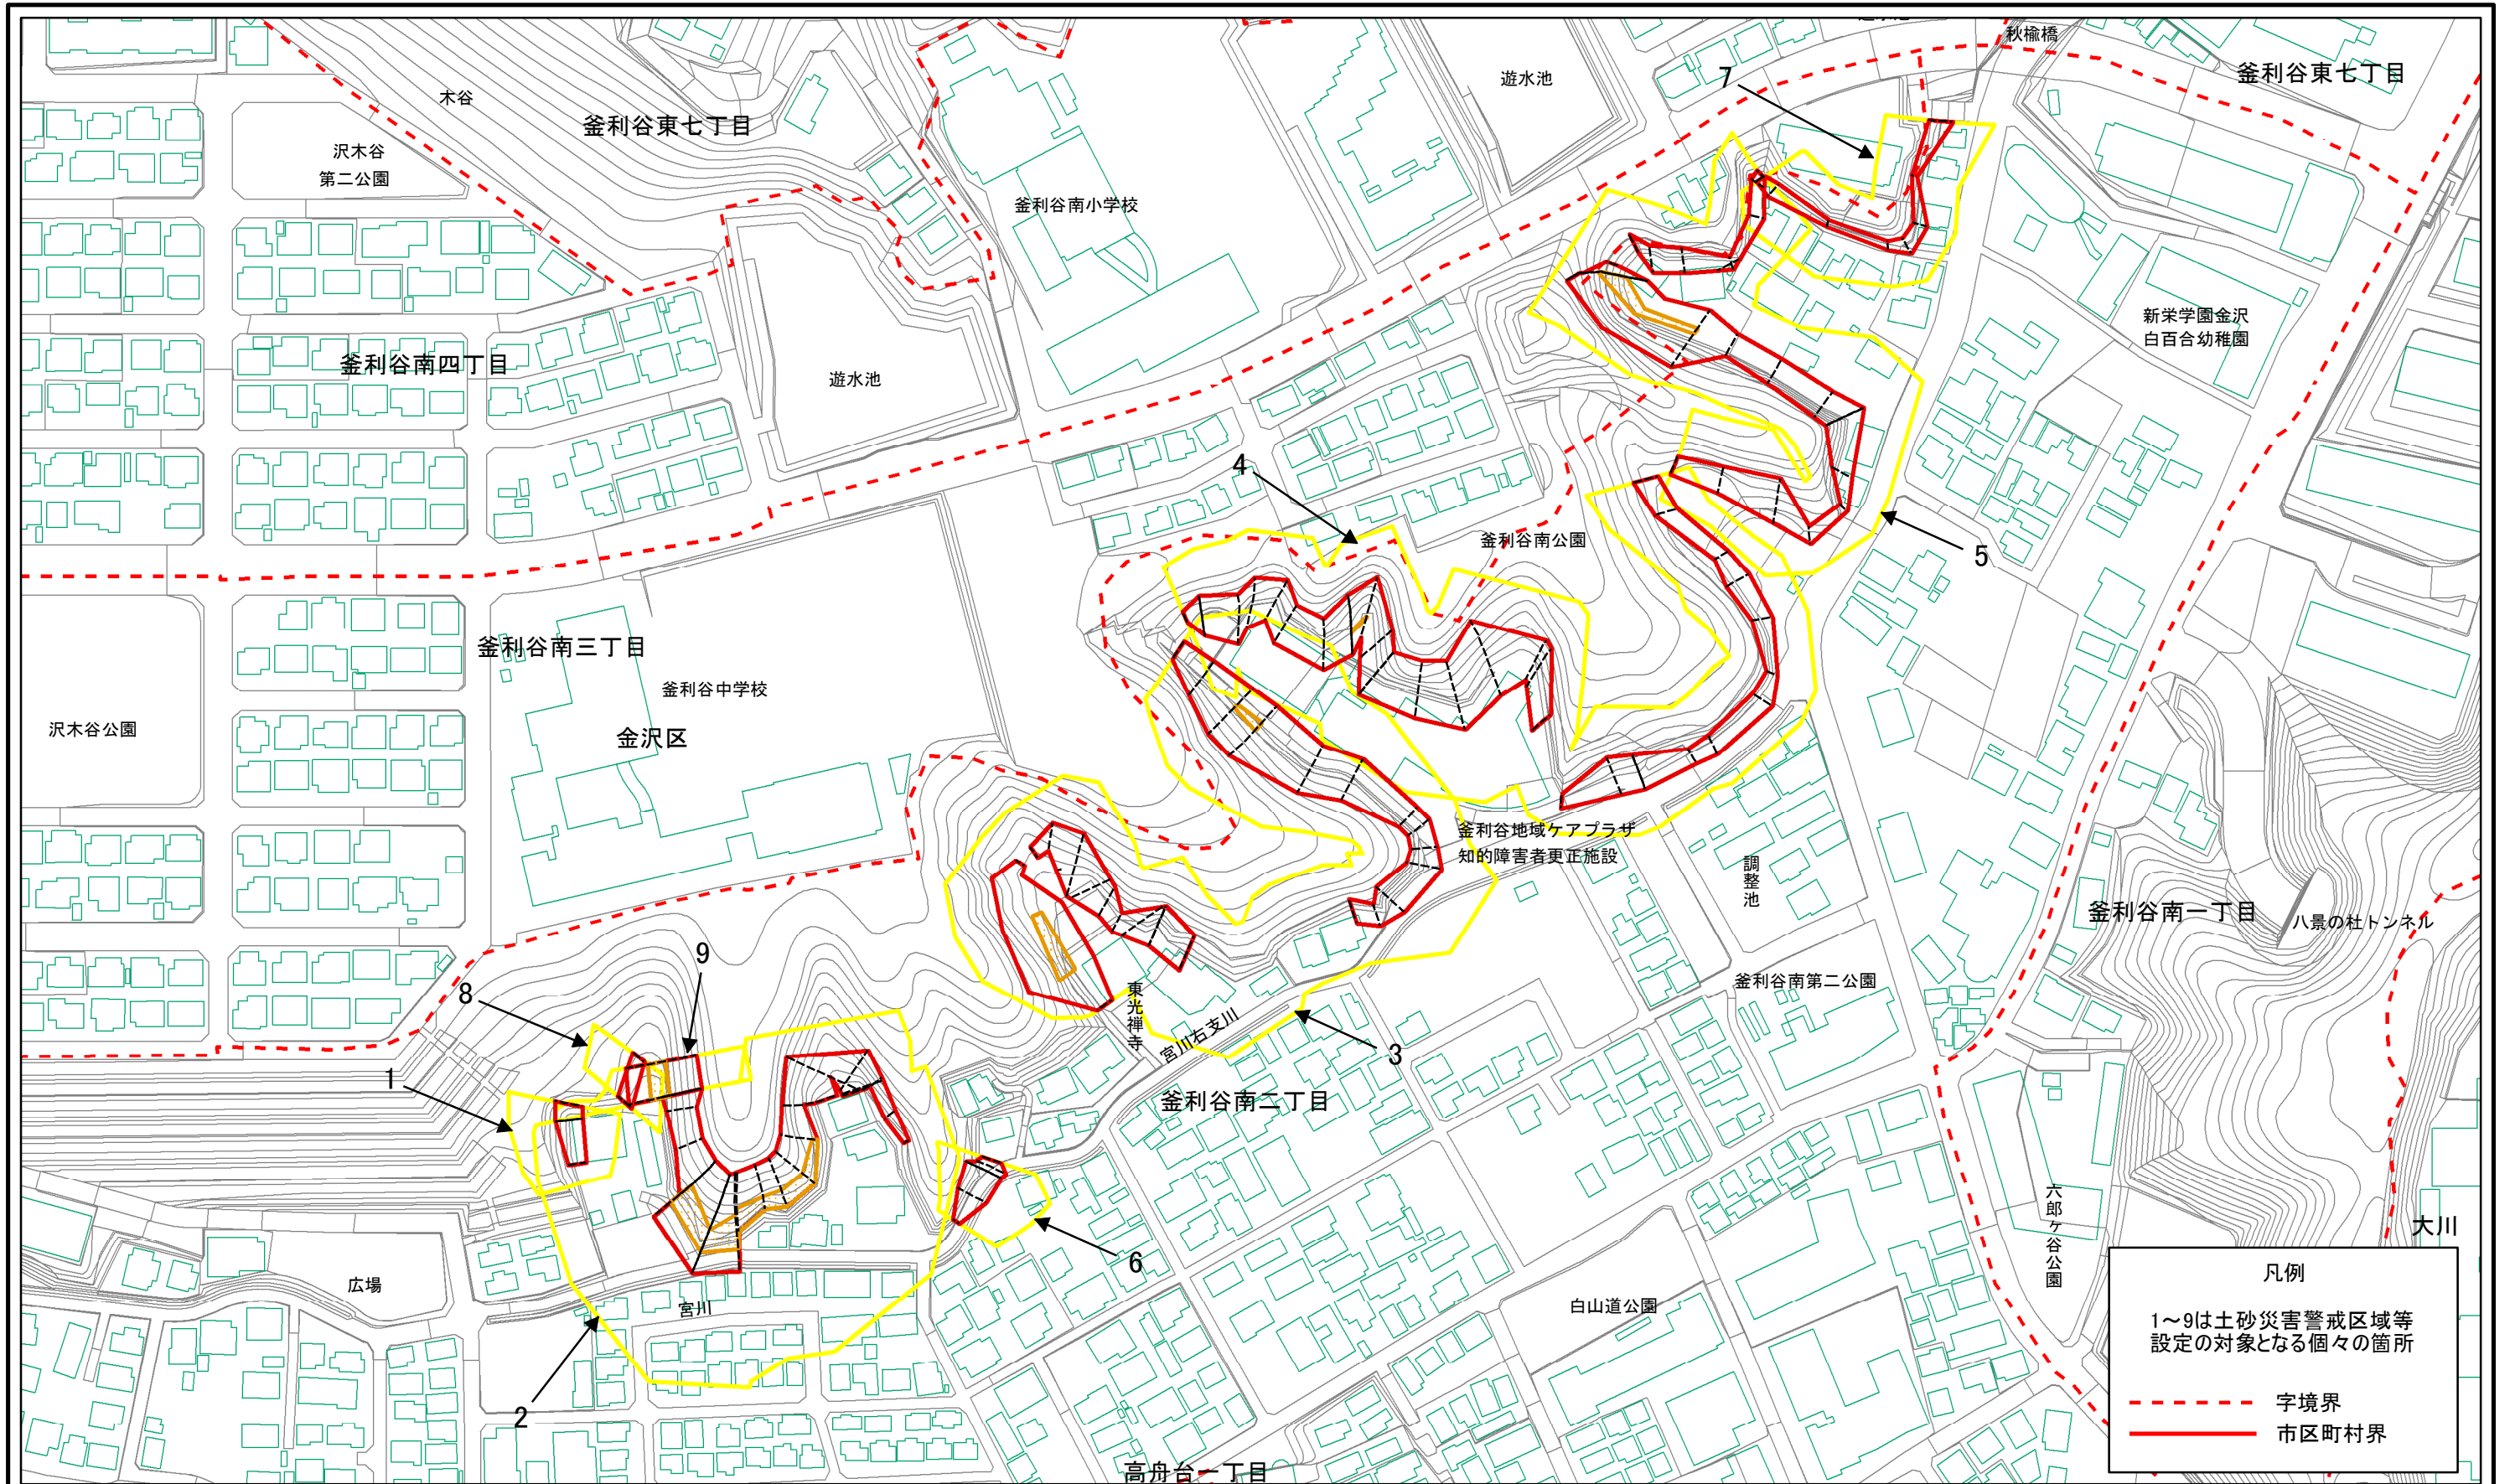 秋楡橋
釜利谷東七丁目
遊水池
7
木谷
釜利谷東七丁目
沢木谷
第二公園
釜利谷南小学校
新栄学園金沢
白百合幼稚園
釜利谷南四丁目
遊水池
4
釜利谷南公園
5
釜利谷南三丁目
釜利谷中学校
沢木谷公園
金沢区
釜利谷地域ケアプラザ
知的障害者更正施設
調整池
釜利谷南一丁目
八景の杜トンネル
9
8
東光禅寺
釜利谷南第二公園
宮川右支川
3
1
釜利谷南二丁目
六郎ヶ谷公園
大川
6
広場
宮川
白山道公園
2
高舟台一丁目
凡例
1～9は土砂災害警戒区域等
設定の対象となる個々の箇所
字境界
市区町村界